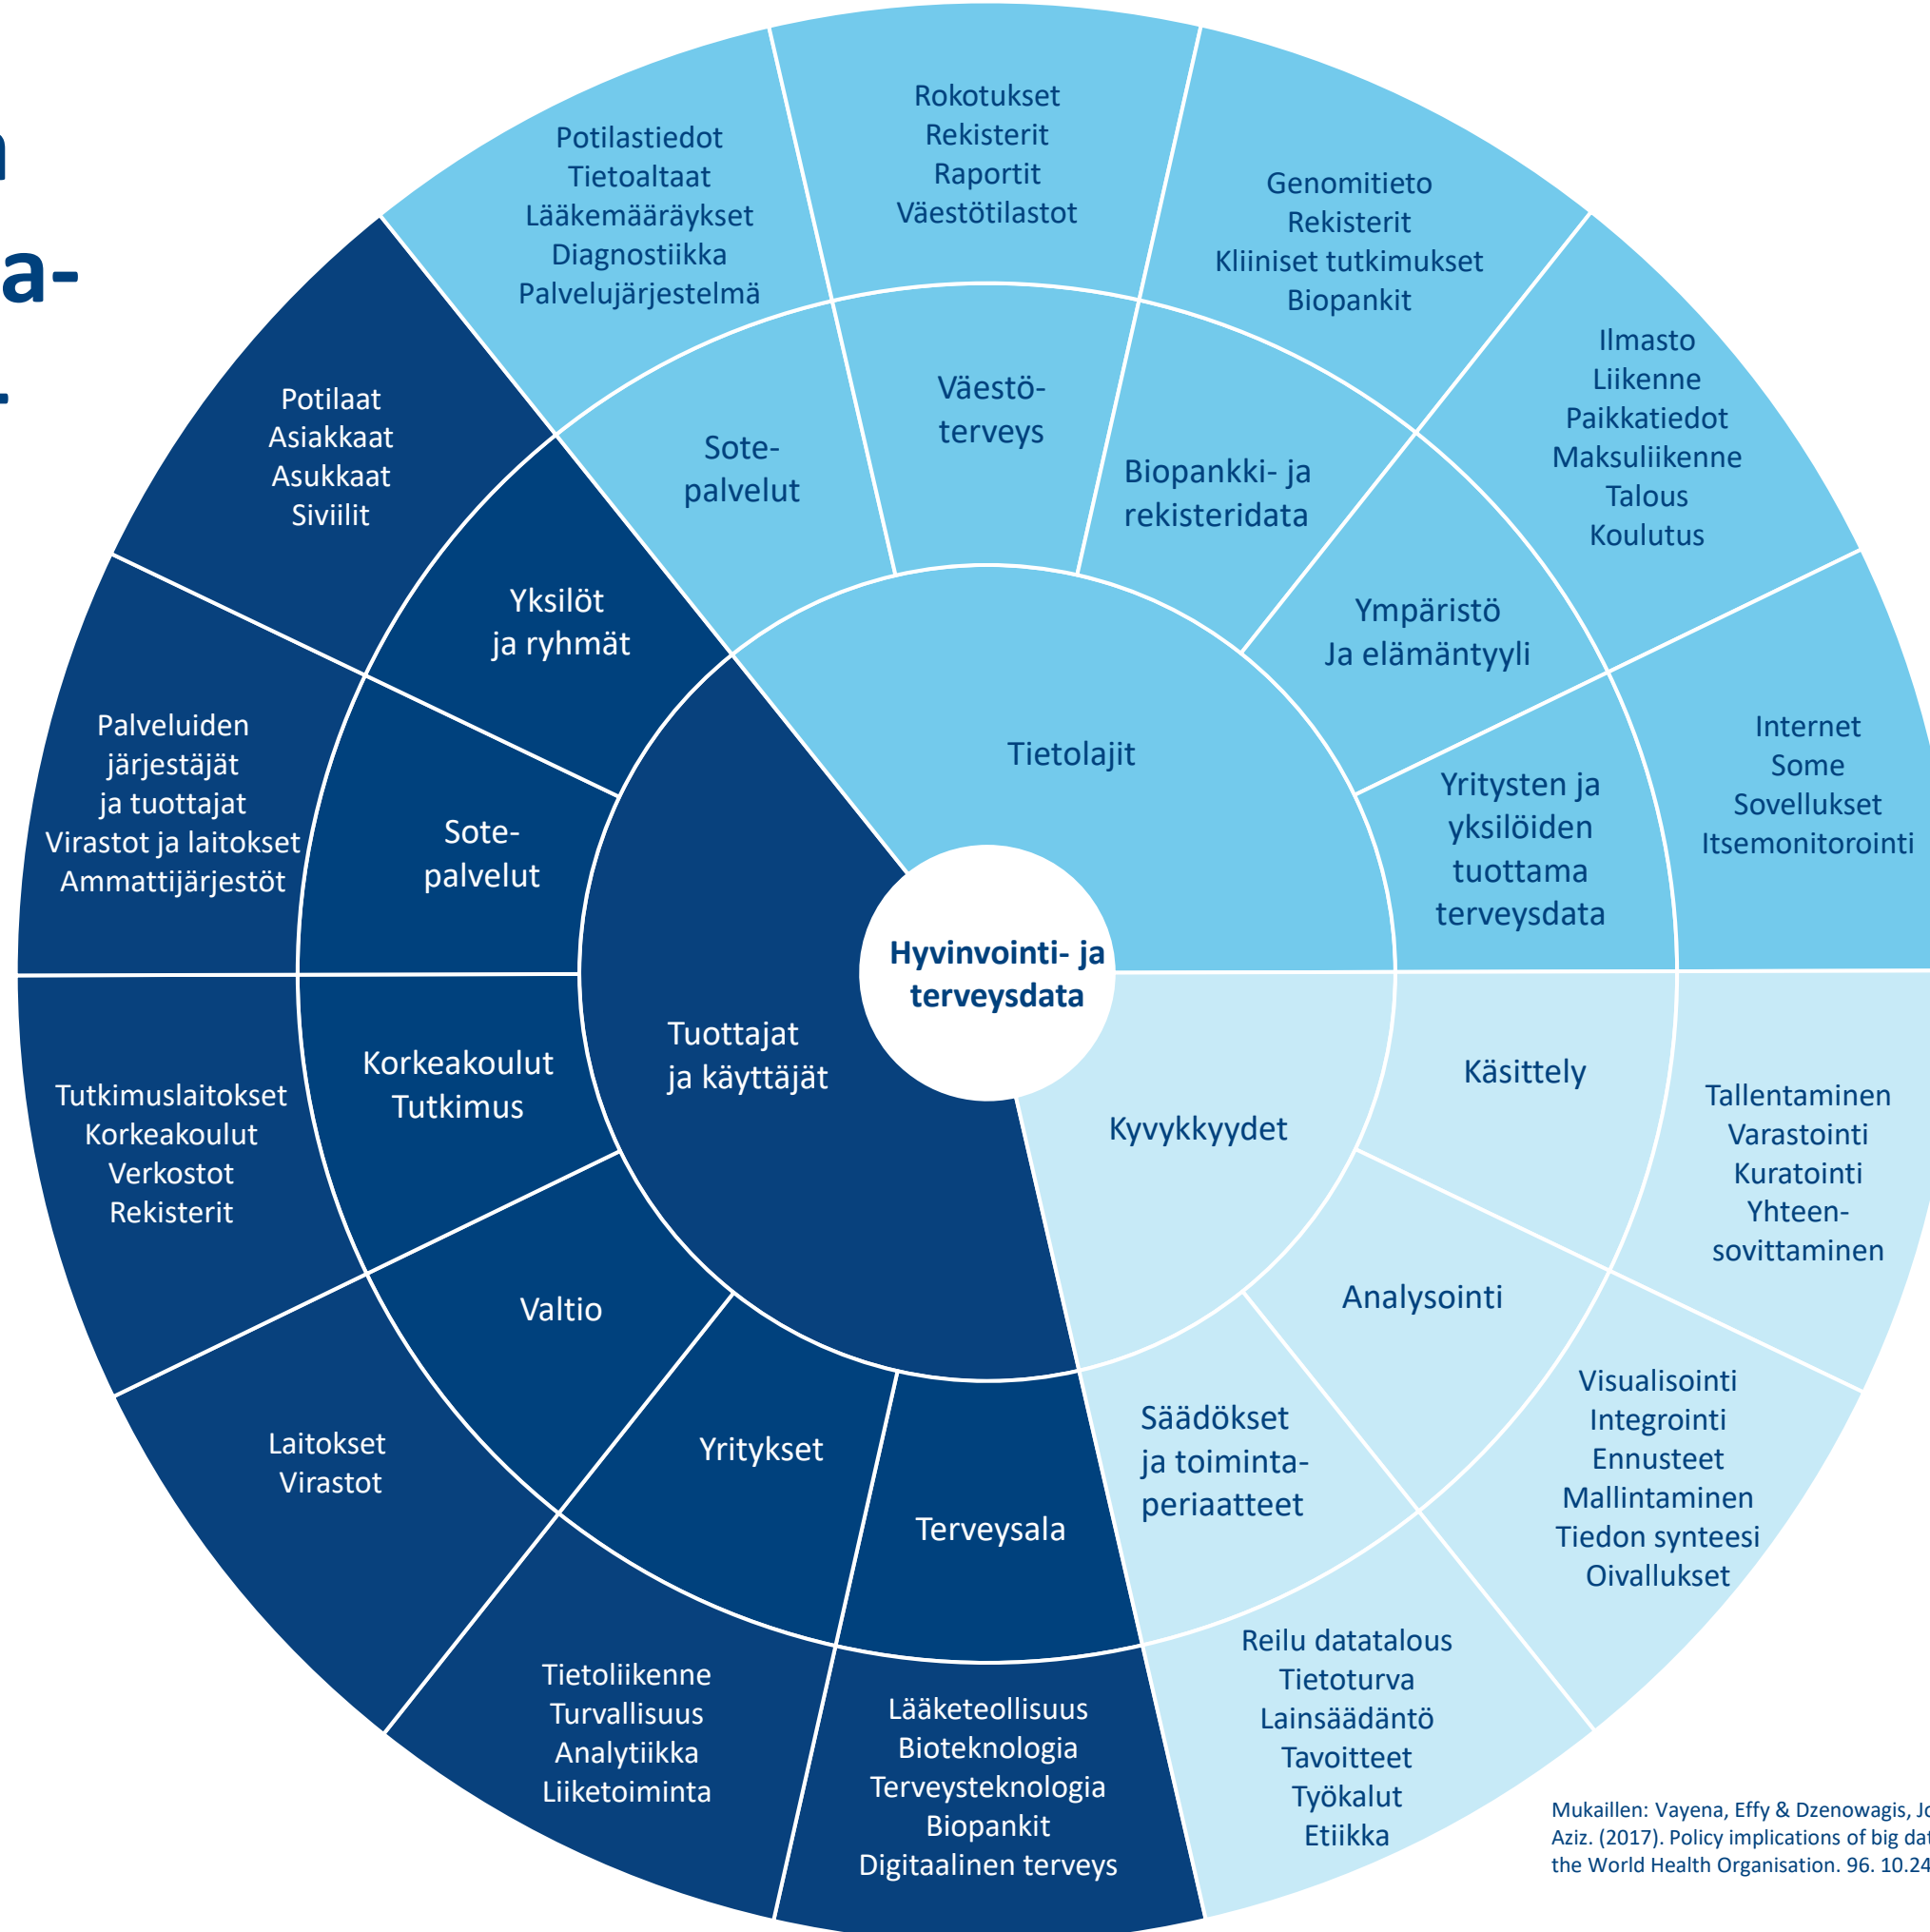 a-
Hyvinvointi- ja
terveysdata
Tietolajit
Sote-
palvelut
Potilastiedot
Tietoaltaat
Lääkemääräykset
Diagnostiikka
Palvelujärjestelmä
Väestö-
terveys
Rokotukset
Rekisterit
Raportit
Väestötilastot
Biopankki- ja
rekisteridata
Genomitieto
Rekisterit
Kliiniset tutkimukset
Biopankit
Ympäristö
Ja elämäntyyli
Ilmasto
Liikenne
Paikkatiedot
Maksuliikenne
Talous
Koulutus
Yritysten ja
yksilöiden
tuottama
terveysdata
Internet
Some
Sovellukset
Itsemonitorointi
Kyvykkyydet
Käsittely
Tallentaminen
Varastointi
Kuratointi
Yhteen-
sovittaminen
Analysointi
Visualisointi
Integrointi
Ennusteet
Mallintaminen
Tiedon synteesi
Oivallukset
Säädökset
ja toiminta-
periaatteet
Reilu datatalous
Tietoturva
Lainsäädäntö
Tavoitteet
Työkalut
Etiikka
Tuottajat
ja käyttäjät
Terveysala
Lääketeollisuus
Bioteknologia
Terveysteknologia
Biopankit
Digitaalinen terveys
Yritykset
Tietoliikenne
Turvallisuus
Analytiikka
Liiketoiminta
Valtio
Laitokset
Virastot
Korkeakoulut
Tutkimus
Tutkimuslaitokset
Korkeakoulut
Verkostot
Rekisterit
Sote-
palvelut
Palveluiden
järjestäjät
ja tuottajat
Virastot ja laitokset
Ammattijärjestöt
Yksilöt
ja ryhmät
Potilaat
Asiakkaat
Asukkaat
Siviilit
Mukaillen: Vayena, Effy & Dzenowagis, Jo
Aziz. (2017). Policy implications of big dat
the World Health Organisation. 96. 10.24